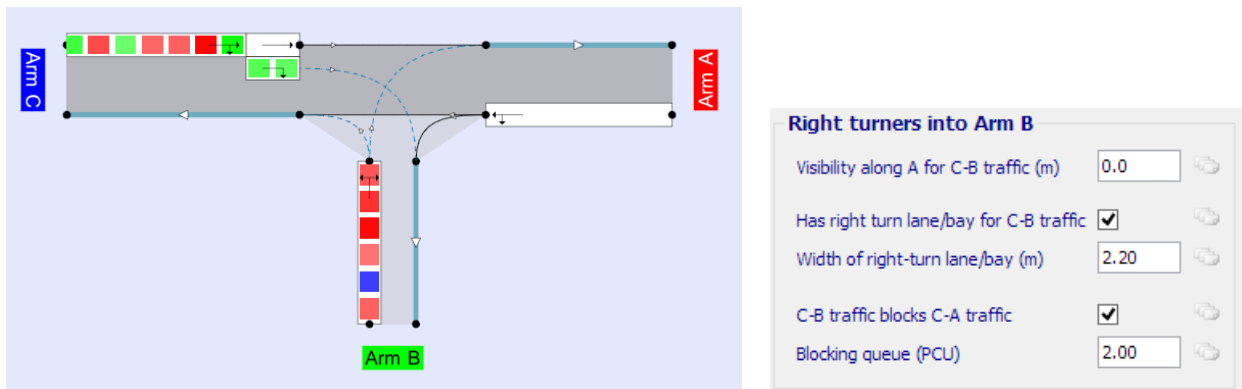 Arm C
Arm A
Arm B
Right turners into Arm B
Visibility along A for C-B traffic (m) 0.0
Has right turn lane/bay for C-B traffic
Width of right-turn lane/bay (m) 2.20
C-B traffic blocks C-A traffic
Blocking queue (PCU) 2.00